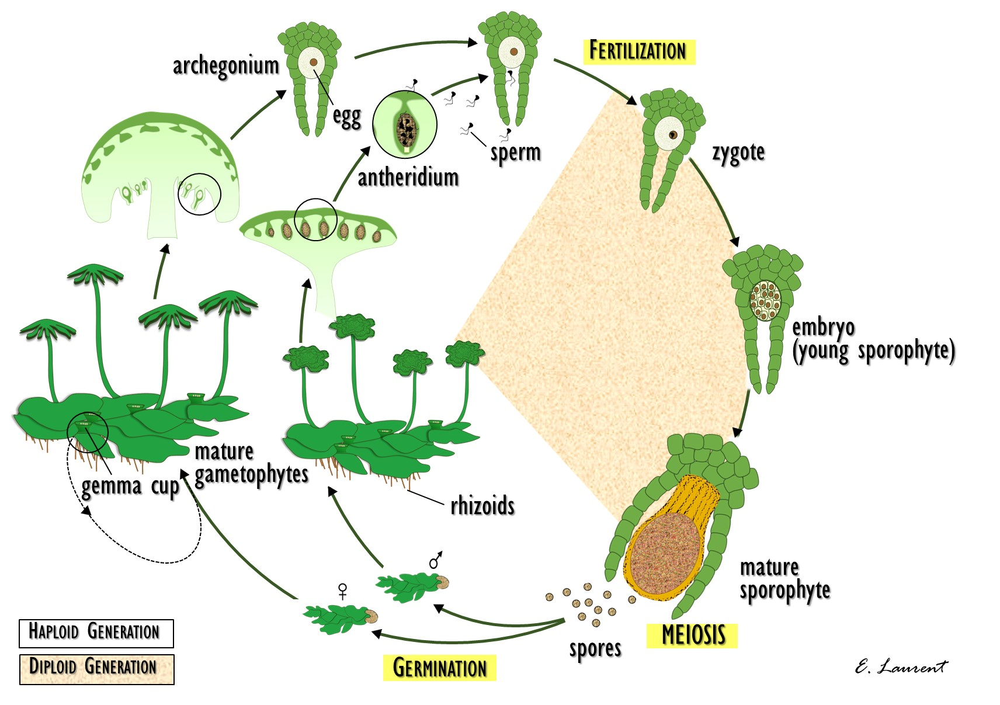 FERTILIZATION
archegonium
egg
sperm
antheridium
zygote
embryo
(young sporophyte)
mature
gametophytes
gemma cup
rhizoids
♂
♀
mature
sporophyte
MEIOSIS
spores
GERMINATION
HAPLOID GENERATION
DIPLOID GENERATION
E. Laurent